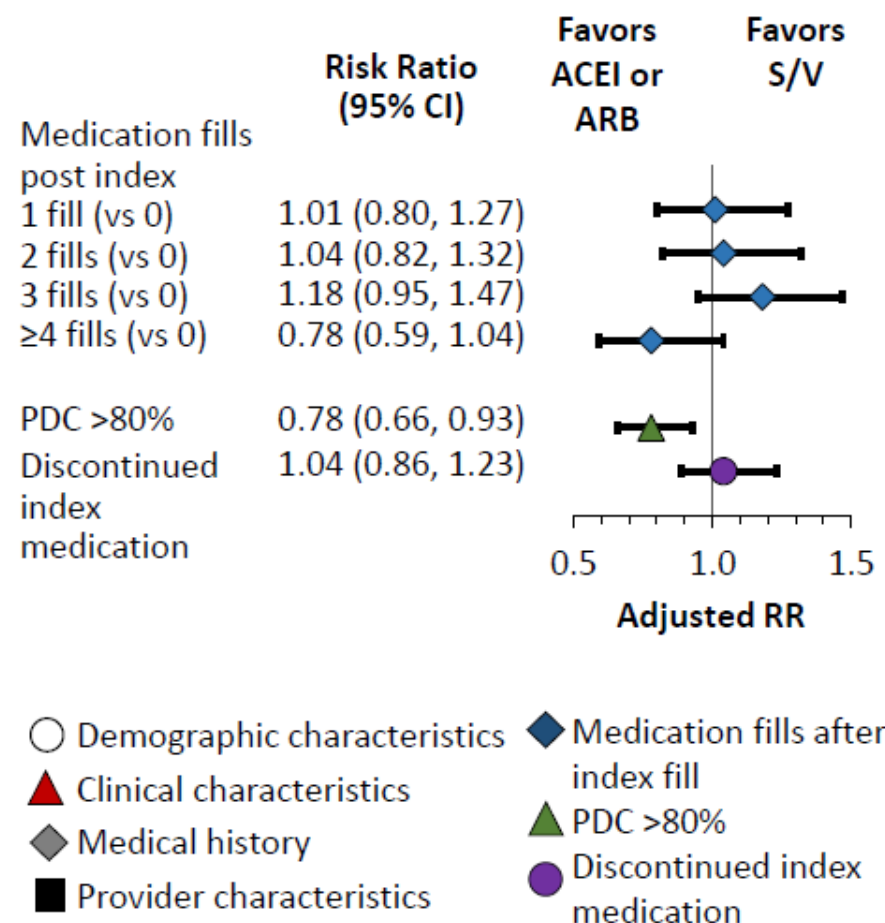 Risk Ratio
(95% CI)
Favors
ACEI or
ARB
Favors
S/V
Medication fills
post index
1 fill (vs 0) 1.01 (0.80, 1.27)
2 fills (vs 0) 1.04 (0.82, 1.32)
3 fills (vs 0) 1.18 (0.95, 1.47)
≥4 fills (vs 0) 0.78 (0.59, 1.04)
PDC >80% 0.78 (0.66, 0.93)
Discontinued 1.04 (0.86, 1.23)
index
medication
0.5 1.0 1.5
Adjusted RR
Demographic characteristics
Clinical characteristics
Medical history
Provider characteristics
Medication fills after
index fill
PDC >80%
Discontinued index
medication